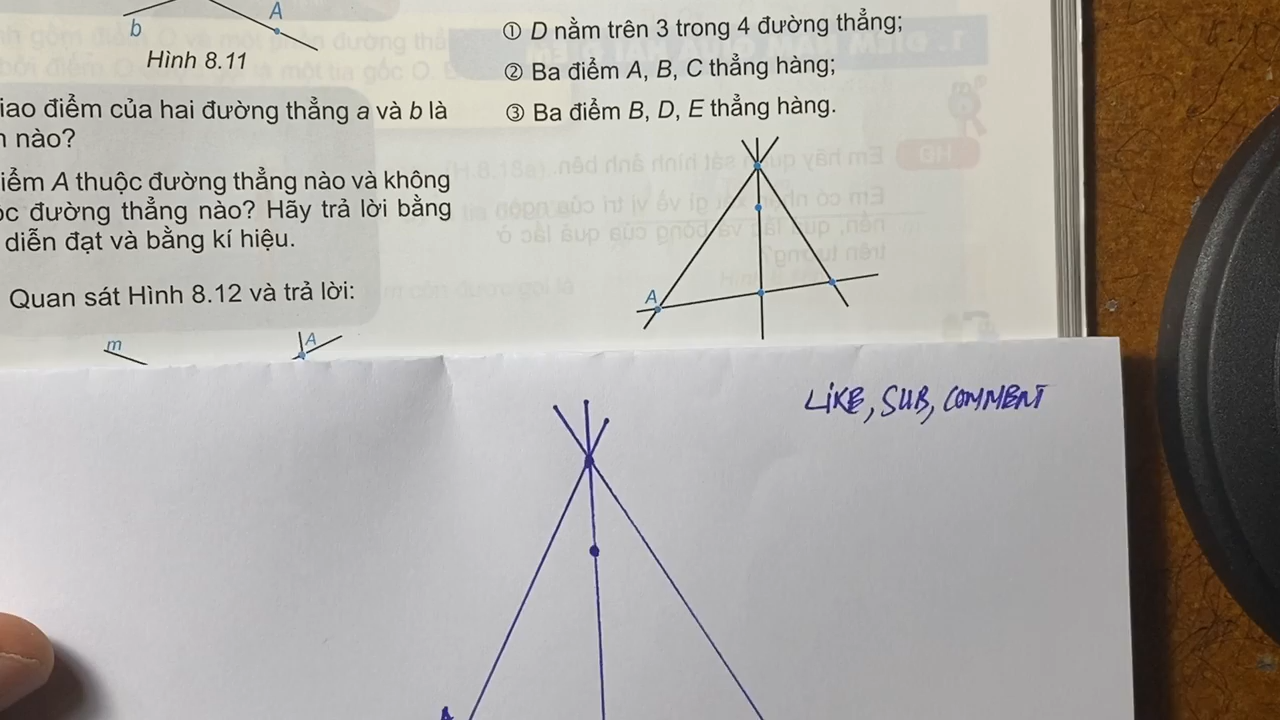 b
A
Hình 8.11
iao điểm của hai đường thẳng a và b là
n nào?
iểm A thuộc đường thẳng nào và không
ộc đường thẳng nào? Hãy trả lời bằng
diễn đạt và bằng kí hiệu.
Quan sát Hình 8.12 và trả lời:
m
A
① D nằm trên 3 trong 4 đường thẳng;
② Ba điểm A, B, C thẳng hàng;
③ Ba điểm B, D, E thẳng hàng.
A
LIKE, SUB, COMMENT